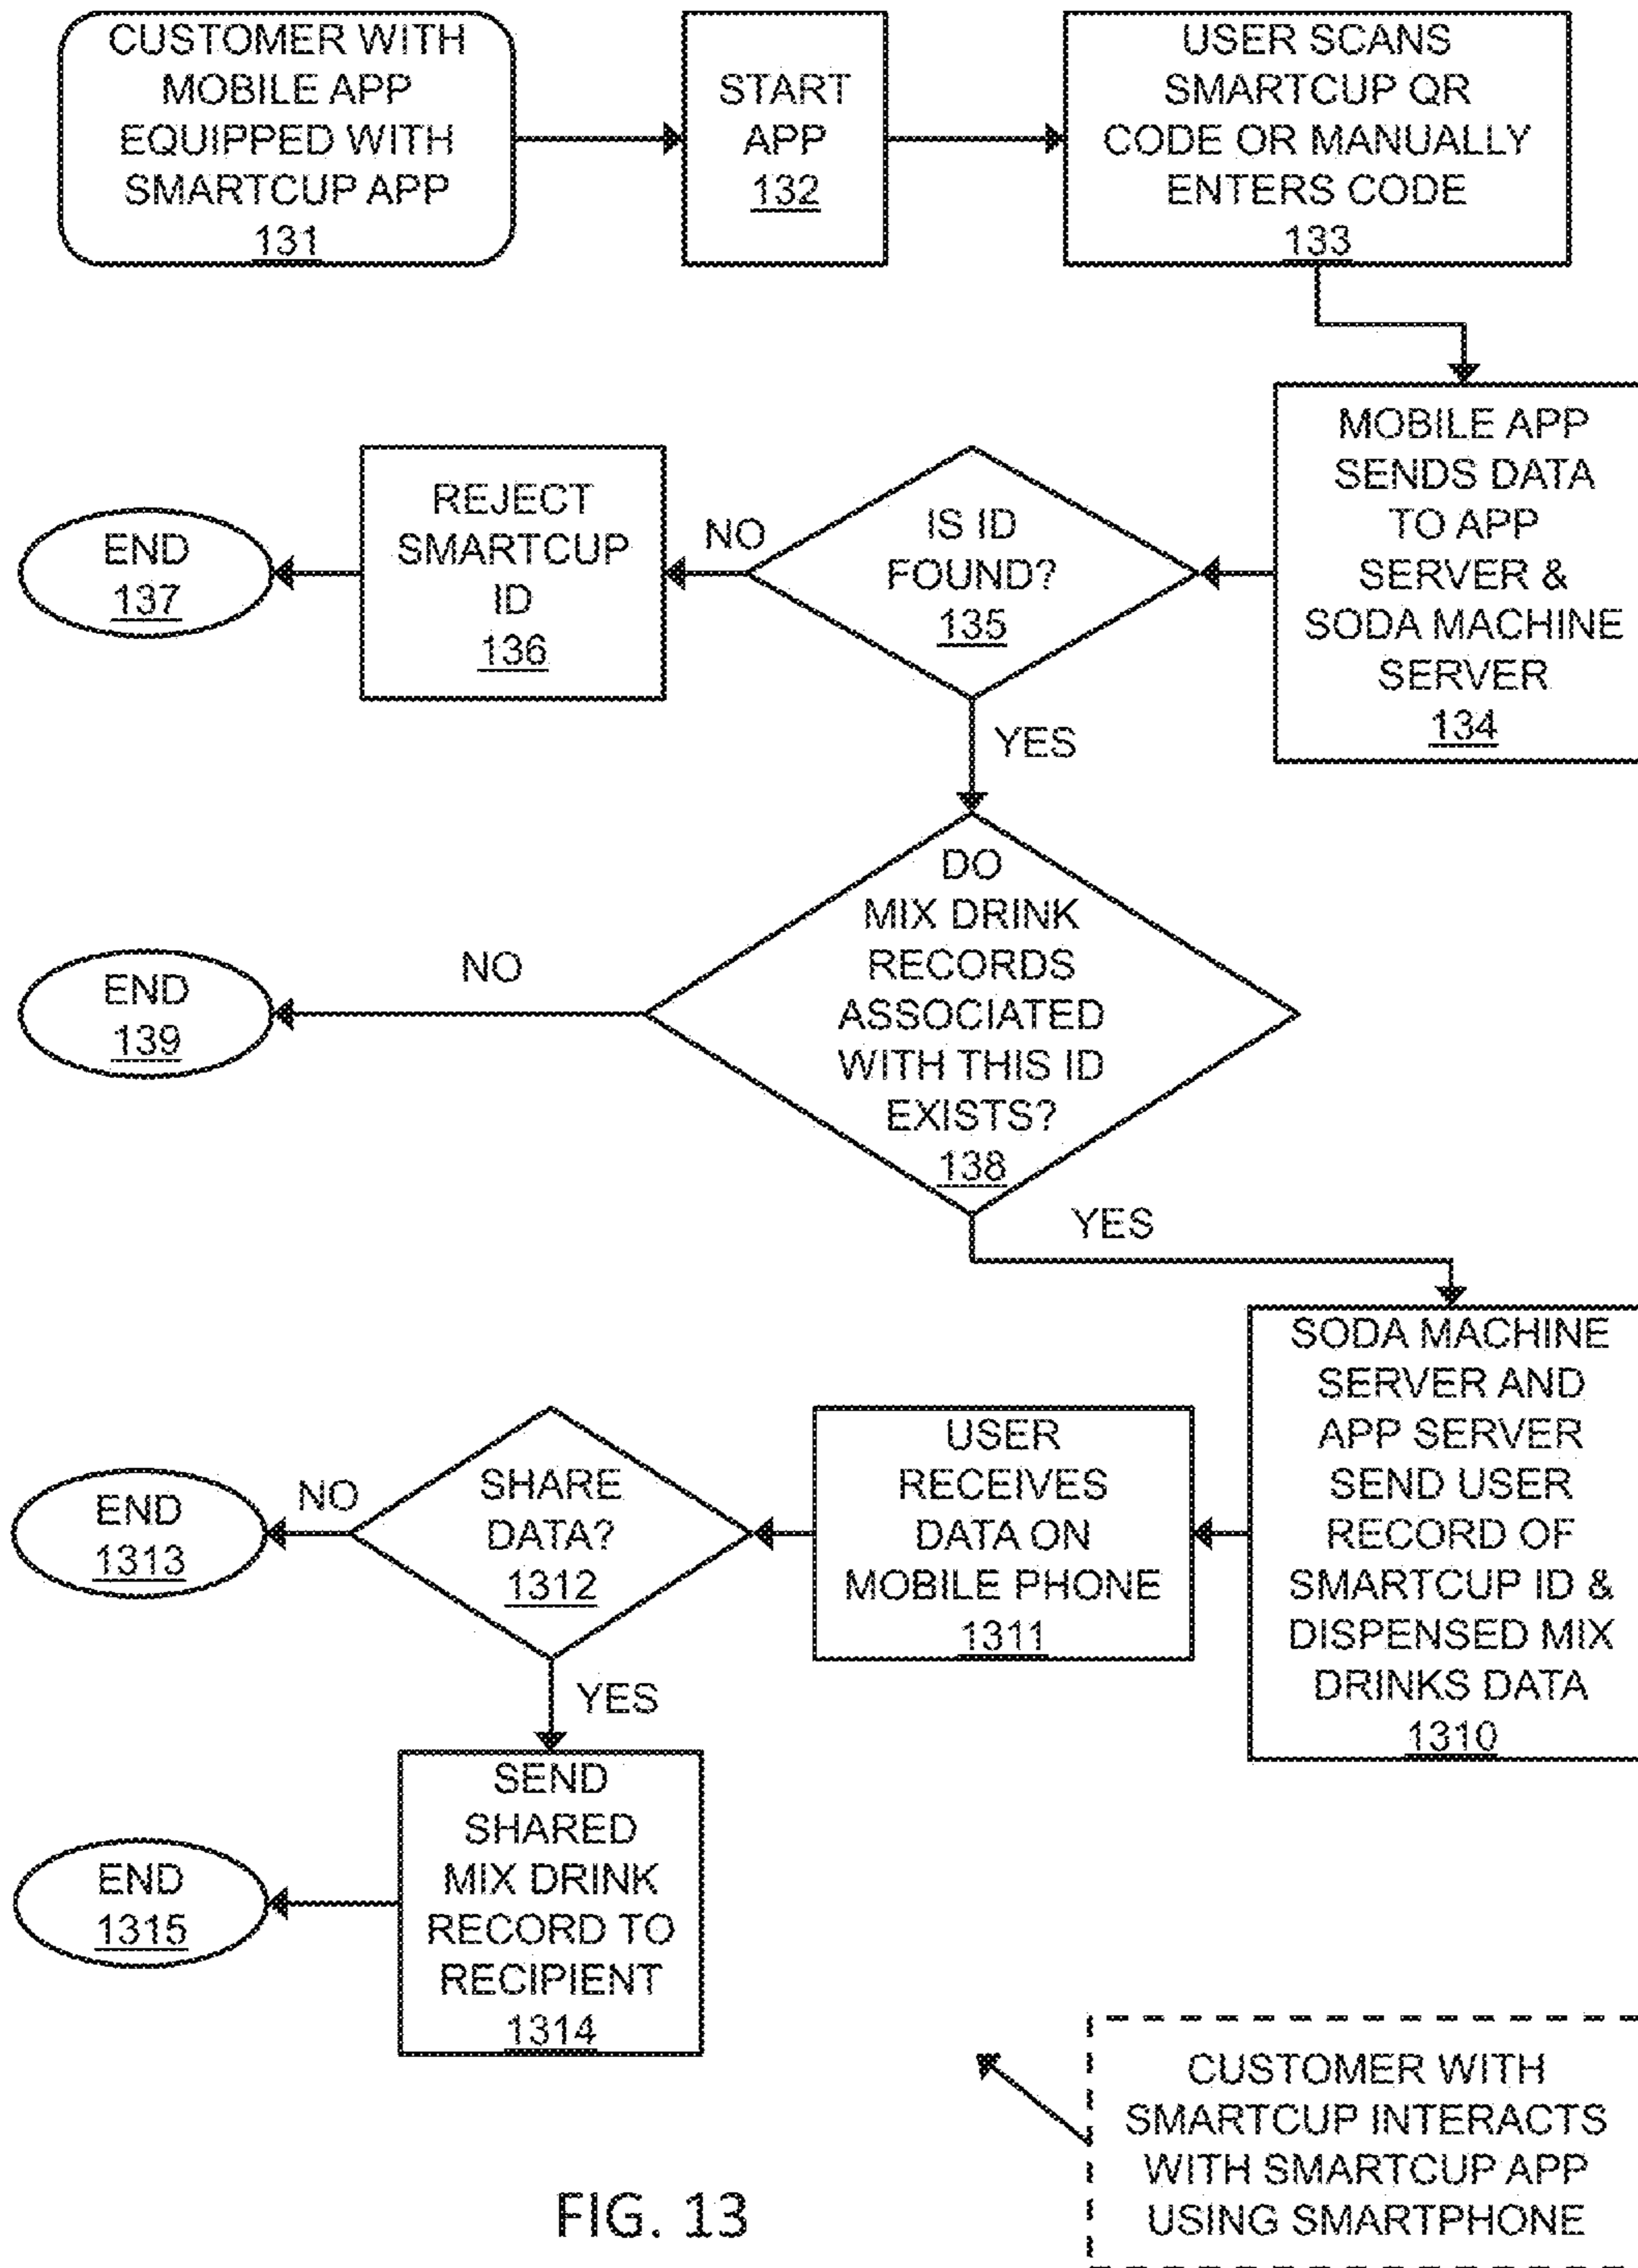 CUSTOMER WITH
MOBILE APP
EQUIPPED WITH
SMARTCUP APP
131
START
APP
132
USER SCANS
SMARTCUP QR
CODE OR MANUALLY
ENTERS CODE
133
MOBILE APP
SENDS DATA
TO APP
SERVER &
SODA MACHINE
SERVER
134
IS ID
FOUND?
135
NO
REJECT
SMARTCUP
ID
136
END
137
YES
DO
MIX DRINK
RECORDS
ASSOCIATED
WITH THIS ID
EXISTS?
138
NO
END
139
YES
SODA MACHINE
SERVER AND
APP SERVER
SEND USER
RECORD OF
SMARTCUP ID &
DISPENSED MIX
DRINKS DATA
1310
USER
RECEIVES
DATA ON
MOBILE PHONE
1311
SHARE
DATA?
1312
NO
END
1313
YES
SEND
SHARED
MIX DRINK
RECORD TO
RECIPIENT
1314
END
1315
CUSTOMER WITH
SMARTCUP INTERACTS
WITH SMARTCUP APP
USING SMARTPHONE
FIG. 13